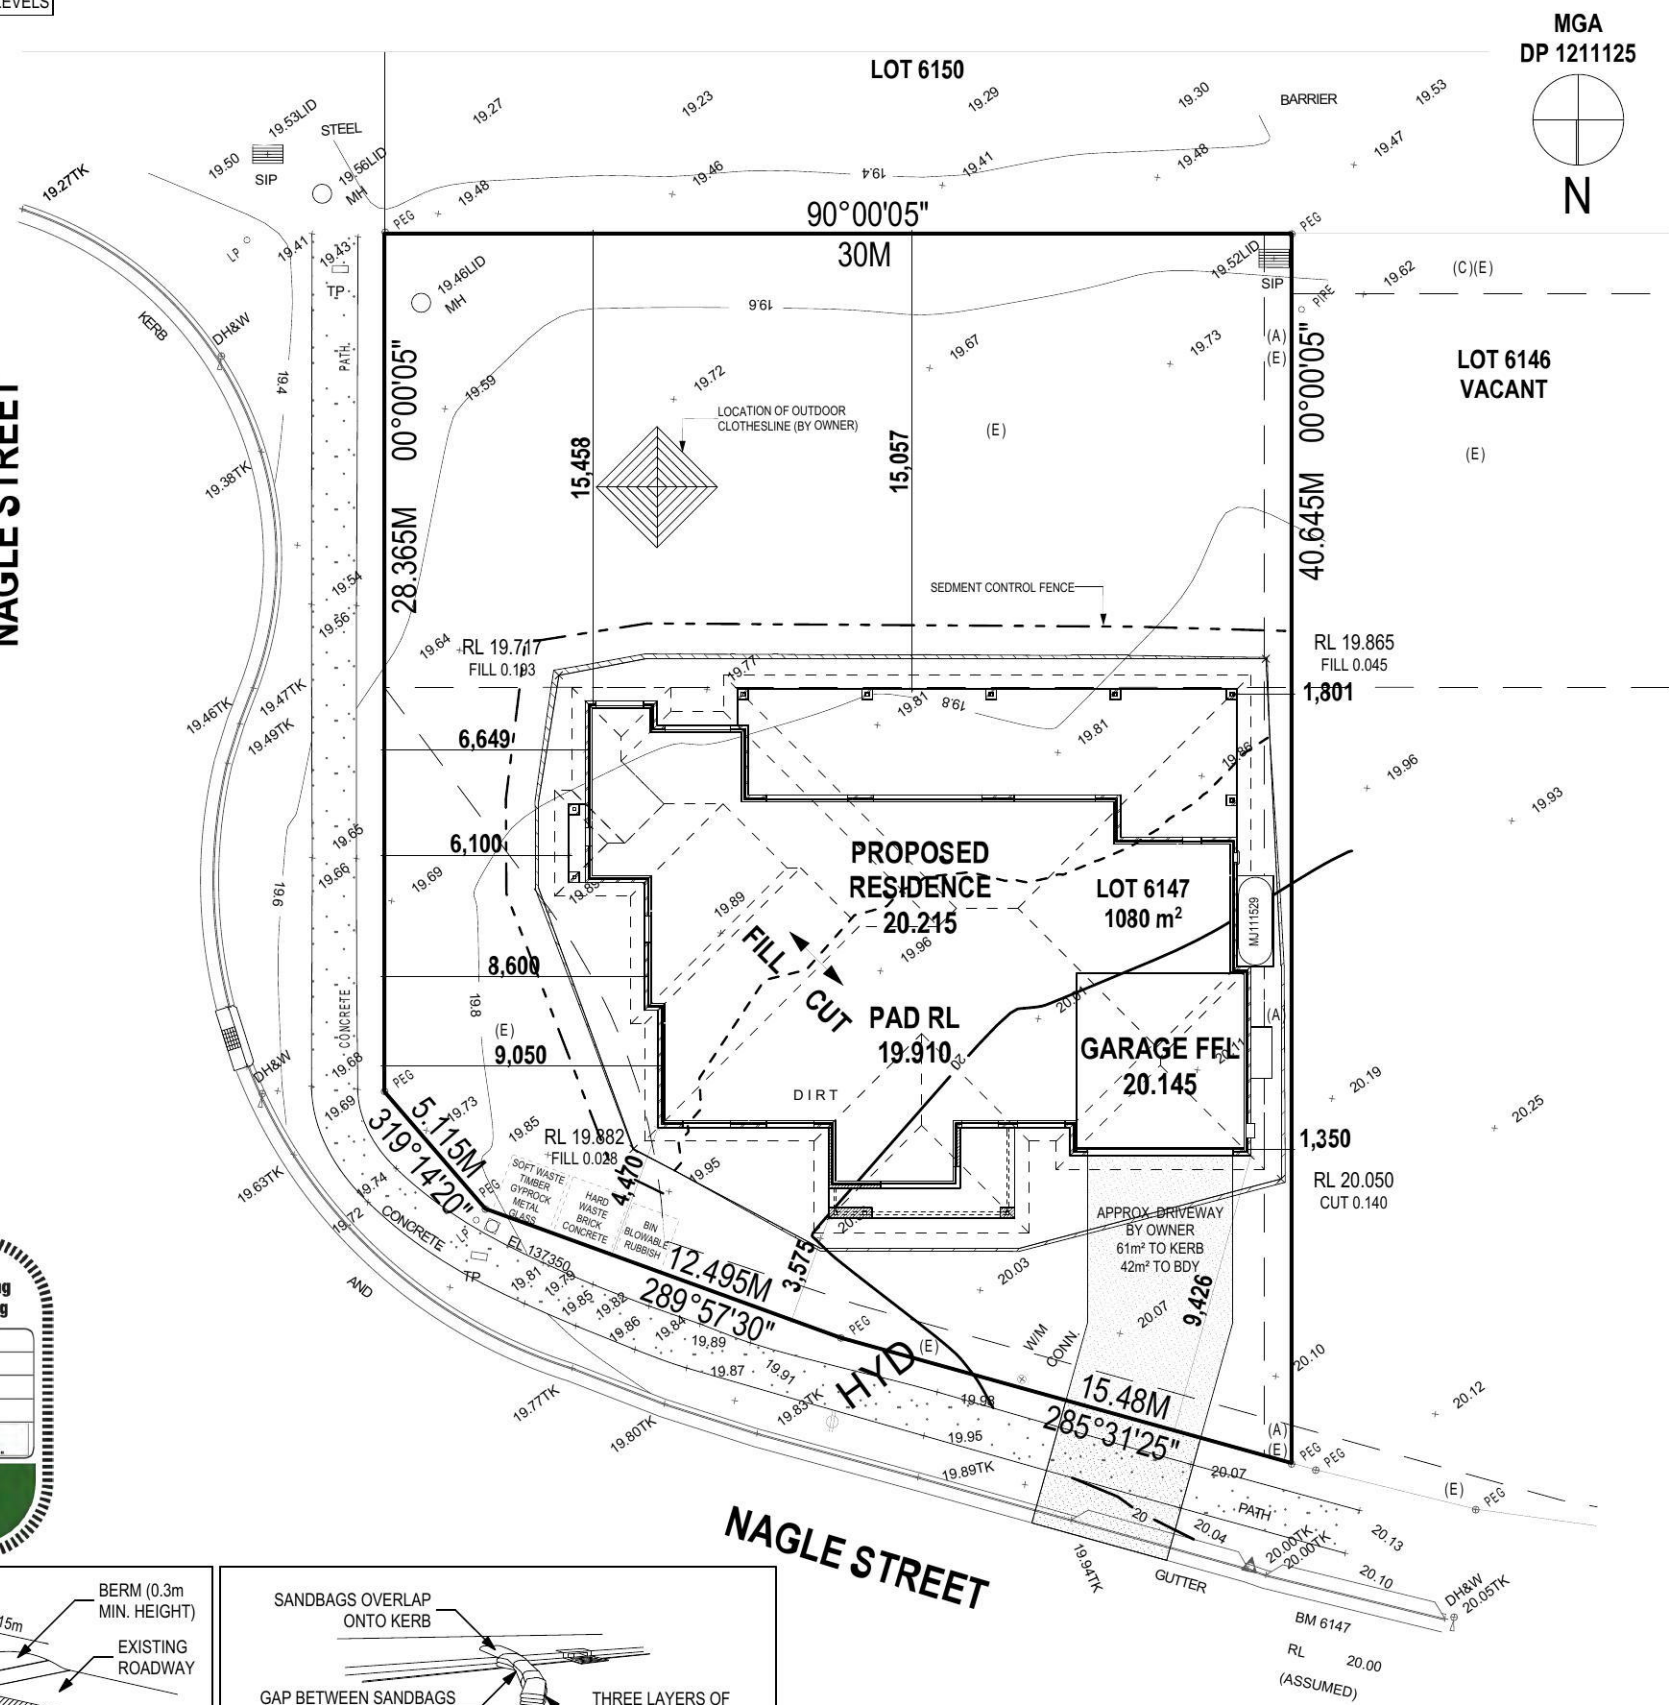 LEVELS
MGA
DP 1211125
N
LOT 6150
19.53LID
STEEL
19.27
19.23
19.29
19.30
BARRIER
19.53
19.27TK
19.50
SIP
19.56LID
MH
19.48
19.46
19.4
19.41
19.48
19.47
PEG
90°00'05"
30M
PEG
LP
19.41
19.43
TP
19.46LID
MH
19.6
19.52LID
SIP
19.62
(C)(E)
PIPE
KERB
DH&W
PATH
00°00'05"
28.365M
19.4
19.59
19.72
19.67
19.73
(A)
(E)
00°00'05"
40.645M
LOT 6146
VACANT
(E)
LOCATION OF OUTDOOR
CLOTHESLINE (BY OWNER)
(E)
15,458
15,057
NAGLE STREET
19.38TK
19.54
19.56
SEDMENT CONTROL FENCE
19.64
RL 19.717
FILL 0.193
19.77
RL 19.865
FILL 0.045
1,801
19.46TK
19.47TK
19.49TK
19.81
19.8
19.81
19.86
6,649
19.96
19.93
19.65
19.66
6,100
19.69
19.89
19.89
PROPOSED
RESIDENCE
20.215
19.96
LOT 6147
1080 m²
MJ111529
19.6
FILL
CUT
8,600
19.8
(E)
CONCRETE
PAD RL
19.910
20.01
20
GARAGE FFL
20.145
20.11
(A
9,050
DIRT
19.68
DH&W
19.69
PEG
20.19
20.25
5.115M
319°14'20"
19.73
19.85
RL 19.882
FILL 0.028
19.95
4,470
1,350
RL 20.050
CUT 0.140
19.63TK
19.74
19.72
PEG
SOFT WASTE
TIMBER
GYPROCK
METAL
GLASS
HARD
WASTE
BRICK
CONCRETE
BIN
BLOWABLE
RUBBISH
APPROX. DRIVEWAY
BY OWNER
61m² TO KERB
42m² TO BDY
9,426
CONCRETE
LP
EL 137350
TP
AND
12.495M
289°57'30"
3,575
20.03
20.07
19.81
19.79
19.85
19.82
19.86
19.84
19.89
19.87
19.91
PEG
HYD
(E)
W/M
CONN.
20.10
20.12
19.77TK
19.80TK
19.83TK
19.98
19.95
19.89TK
15.48M
285°31'25"
(A)
(E)
PEG
PEG
20.07
(E)
PEG
PATH
20
20.04
20.00TK
20.00TK
20.13
20.10
19.94TK
GUTTER
DH&W
20.05TK
NAGLE STREET
BM 6147
RL 20.00
(ASSUMED)
BERM (0.3m
MIN. HEIGHT)
EXISTING
ROADWAY
SANDBAGS OVERLAP
ONTO KERB
GAP BETWEEN SANDBAGS
THREE LAYERS OF